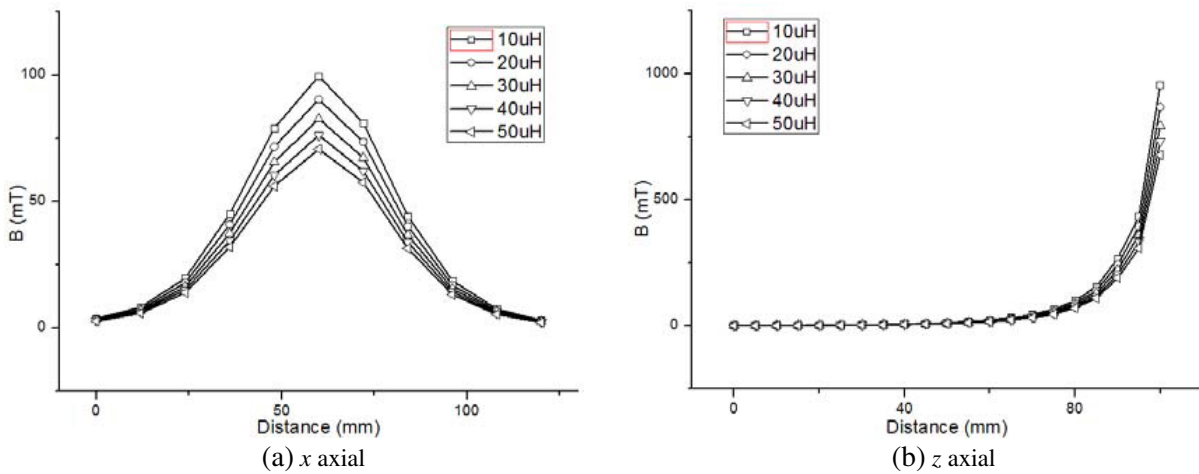 10uH
20uH
30uH
40uH
50uH
100
50
0
B (mT)
0
50
100
Distance (mm)
(a) x axial
10uH
20uH
30uH
40uH
50uH
1000
500
0
B (mT)
0
40
80
Distance (mm)
(b) z axial